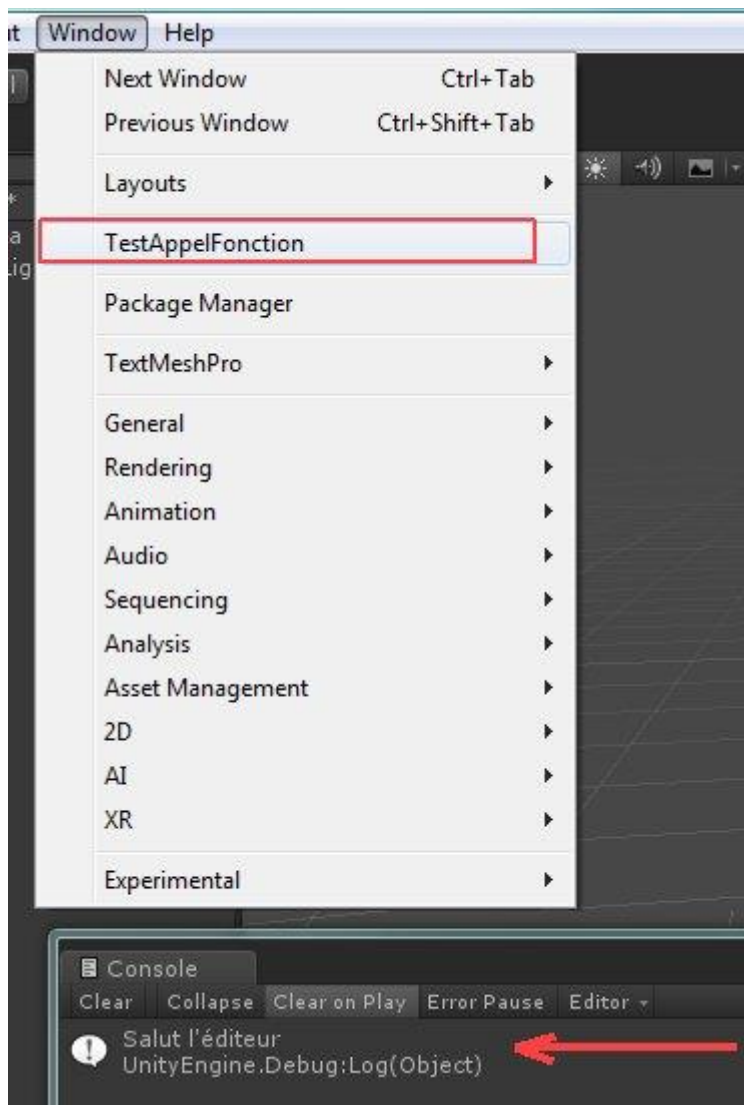 Window Help
Next Window Ctrl+Tab
Previous Window Ctrl+Shift+Tab
Layouts
TestAppelFonction
Package Manager
TextMeshPro
General
Rendering
Animation
Audio
Sequencing
Analysis
Asset Management
2D
AI
XR
Experimental
Console
Clear Collapse Clear on Play Error Pause Editor
Salut l'éditeur
UnityEngine.Debug:Log(Object)